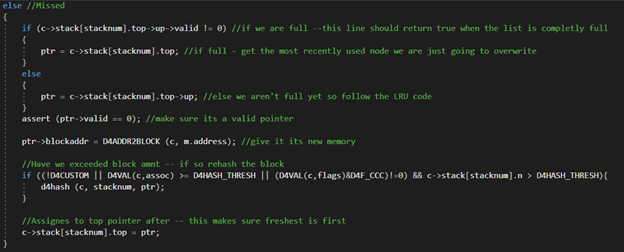 else //Missed
{
if (c->stack[stacknum].top->up->valid != 0) //if we are full --this line should return true when the list is completly full
{
ptr = c->stack[stacknum].top; //if full - get the most recently used node we are just going to overwrite
}
else
{
ptr = c->stack[stacknum].top->up; //else we aren't full yet so follow the LRU code
}
assert (ptr->valid == 0); //make sure its a valid pointer
ptr->blockaddr = D4ADDR2BLOCK (c, m.address); //give it its new memory
//Have we exceeded block amnt -- if so rehash the block
if ((!D4CUSTOM || D4VAL(c,assoc) >= D4HASH_THRESH || (D4VAL(c,flags)&D4F_CCC)!=0) && c->stack[stacknum].n > D4HASH_THRESH){
d4hash (c, stacknum, ptr);
}
//Assignes to top pointer after -- this makes sure freshest is first
c->stack[stacknum].top = ptr;
}